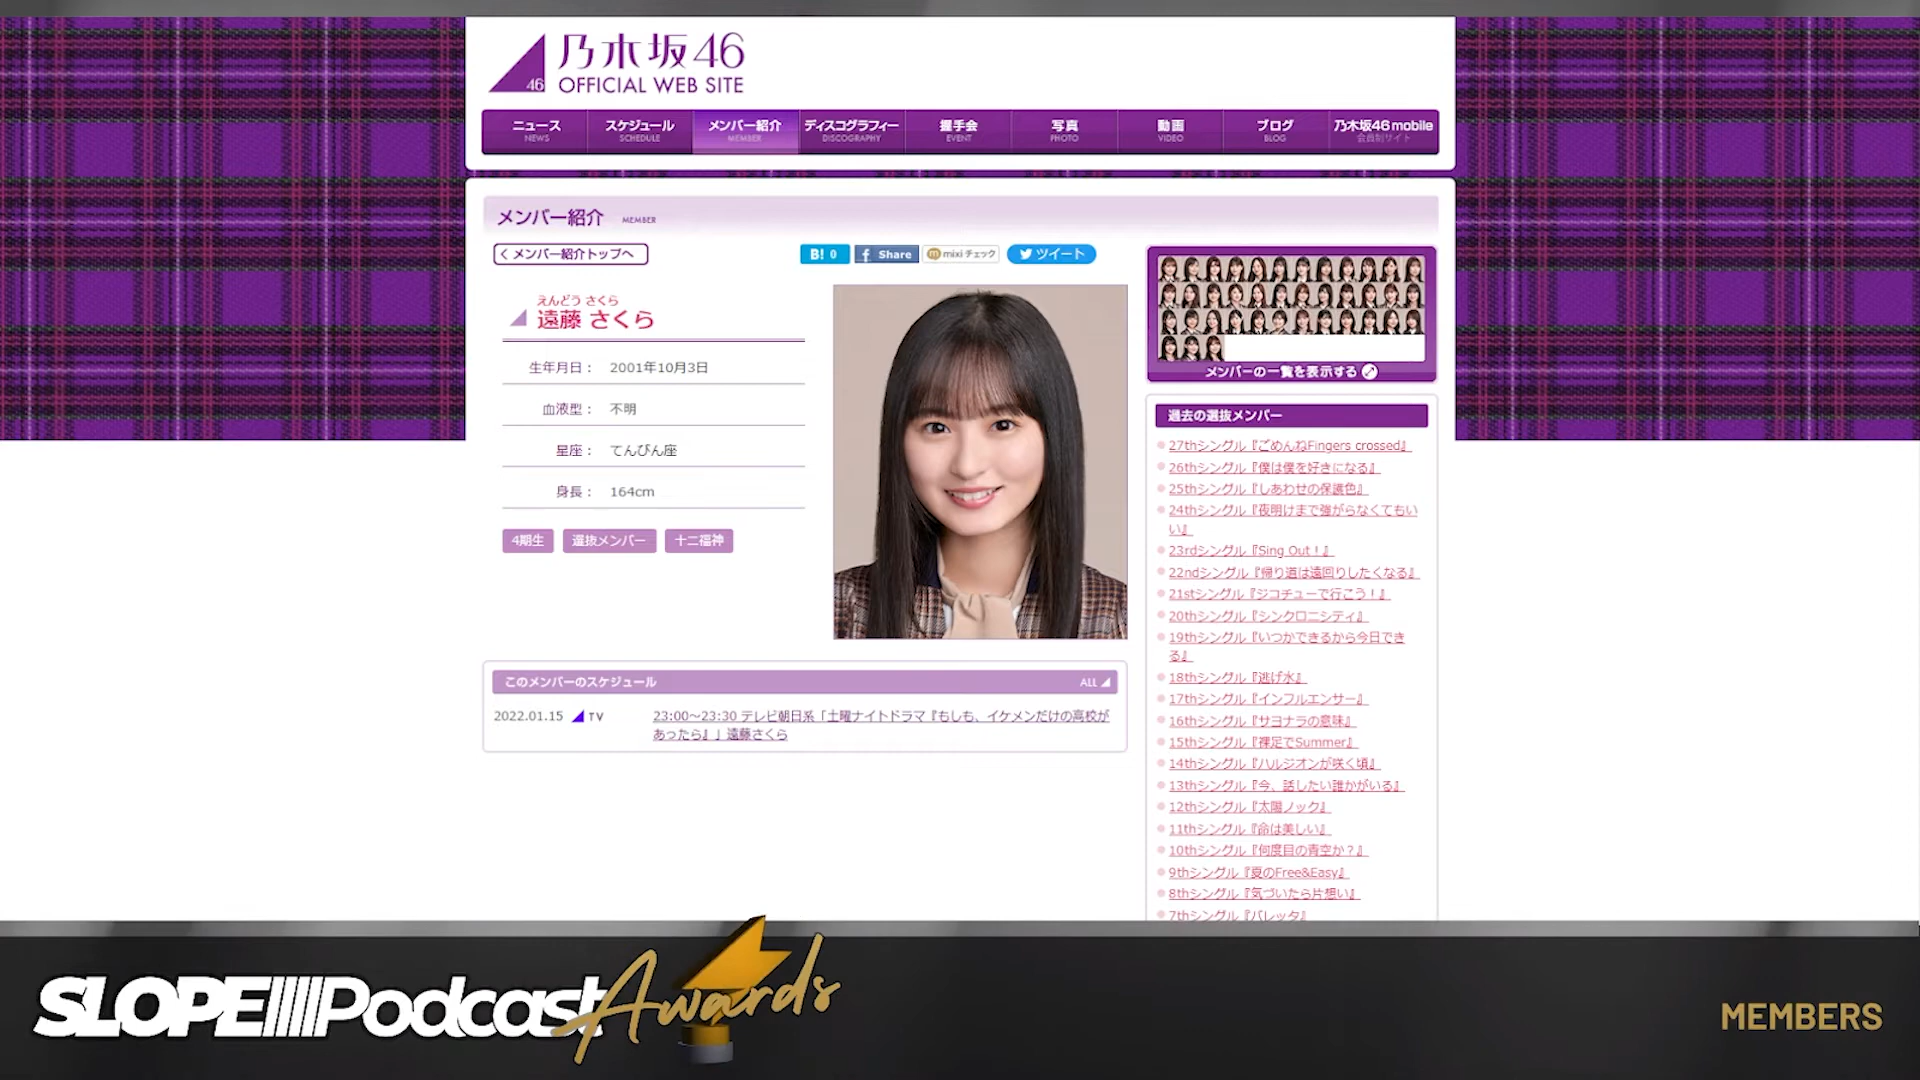 乃木坂46
46 OFFICIAL WEB SITE
ニュース スケジュール メンバー紹介 ディスコグラフィー 握手会 写真 動画 ブログ 乃木坂46 mobile
NEWS SCHEDULE MEMBER DISCOGRAPHY EVENT PHOTO VIDEO BLOG 会員制サイト
メンバー紹介 MEMBER
メンバー紹介トップへ
B! 0 f Share mixi チェック ツイート
えんどう さくら
遠藤 さくら
生年月日： 2001年10月3日
血液型： 不明
星座： てんびん座
身長： 164cm
4期生 選抜メンバー 十二福神
このメンバーのスケジュール ALL
2022.01.15 TV 23:00～23:30 テレビ朝日系「土曜ナイトドラマ『もしも、イケメンだけの高校が
あったら』」遠藤さくら
メンバーの一覧を表示する
過去の選抜メンバー
27thシングル『ごめんねFingers crossed』
26thシングル『僕は僕を好きになる』
25thシングル『しあわせの保護色』
24thシングル『夜明けまで強がらなくてもい
い』
23rdシングル『Sing Out！』
22ndシングル『帰り道は遠回りしたくなる』
21stシングル『ジコチューで行こう！』
20thシングル『シンクロニシティ』
19thシングル『いつかできるから今日でき
る』
18thシングル『逃げ水』
17thシングル『インフルエンサー』
16thシングル『サヨナラの意味』
15thシングル『裸足でSummer』
14thシングル『ハルジオンが咲く頃』
13thシングル『今、話したい誰かがいる』
12thシングル『太陽ノック』
11thシングル『命は美しい』
10thシングル『何度目の青空か？』
9thシングル『夏のFree&Easy』
8thシングル『気づいたら片想い』
7thシングル『バレッタ』
SLOPE Podcast Awards
MEMBERS